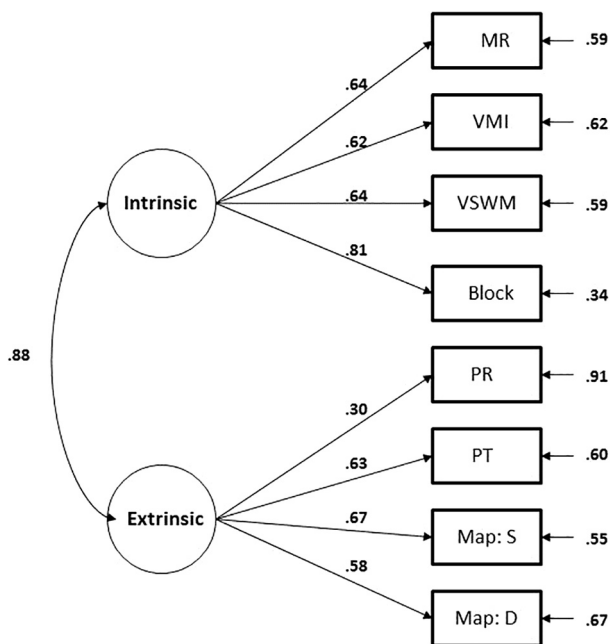 MR
.59
.64
VMI
.62
.62
Intrinsic
.64
VSWM
.59
.81
Block
.34
.88
PR
.91
.30
PT
.60
.63
Extrinsic
.67
Map: S
.55
.58
Map: D
.67